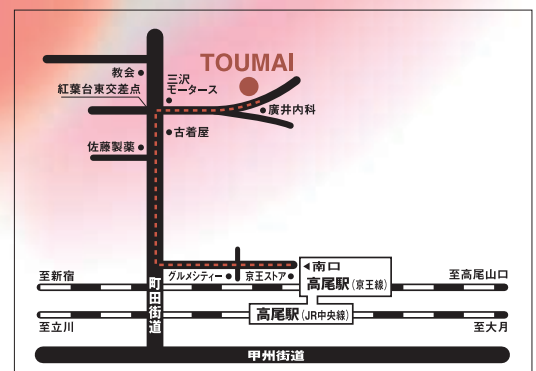 教会
TOUMAI
三沢
モータース
紅葉台東交差点
廣井内科
古着屋
佐藤製薬
グルメシティー
京王ストア
◀南口
高尾駅(京王線)
至新宿
至高尾山口
町田街道
高尾駅(JR中央線)
至立川
至大月
甲州街道